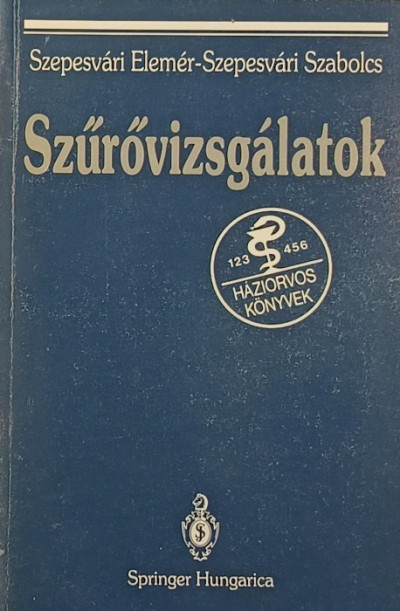 Szepesvári Elemér-Szepesvári Szabolcs
Szűrővizsgálatok
123 456
HÁZIORVOS
KÖNYVEK
Springer Hungarica